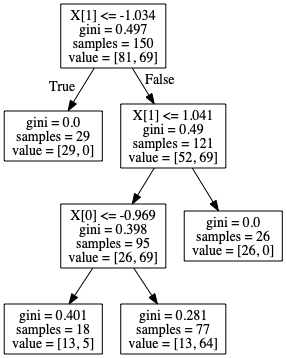 X[1] <= -1.034
gini = 0.497
samples = 150
value = [81, 69]
True
False
gini = 0.0
samples = 29
value = [29, 0]
X[1] <= 1.041
gini = 0.49
samples = 121
value = [52, 69]
X[0] <= -0.969
gini = 0.398
samples = 95
value = [26, 69]
gini = 0.0
samples = 26
value = [26, 0]
gini = 0.401
samples = 18
value = [13, 5]
gini = 0.281
samples = 77
value = [13, 64]